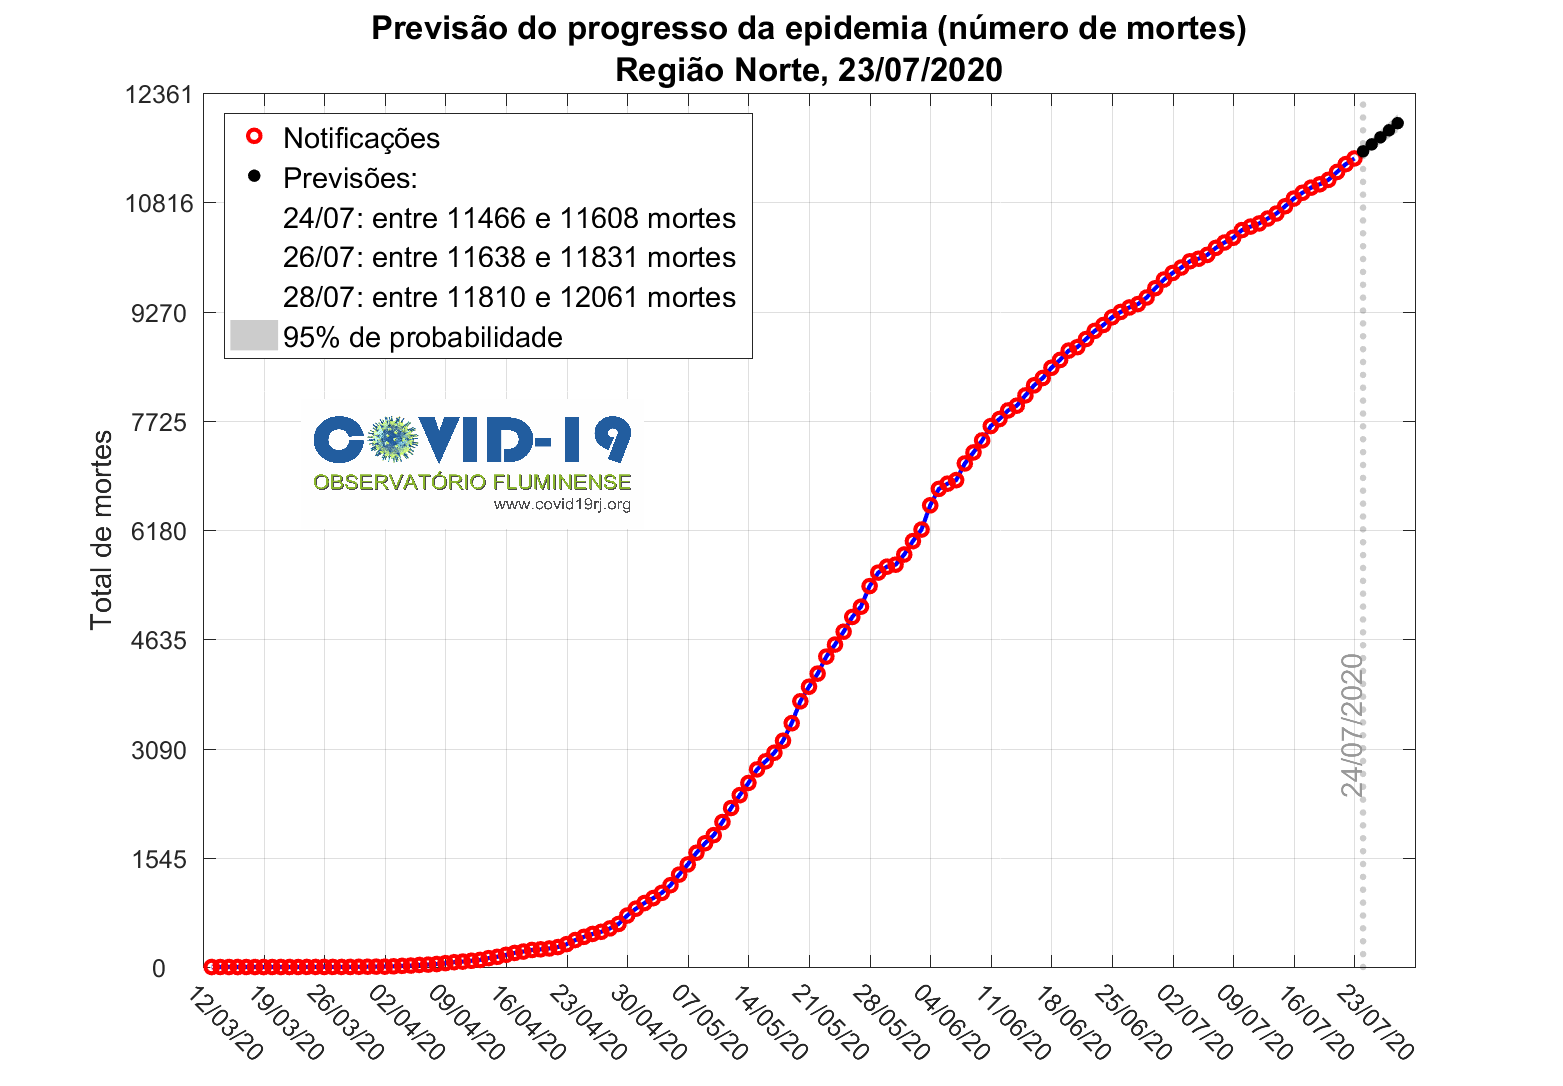 Previsão do progresso da epidemia (número de mortes)
Região Norte, 23/07/2020
12361
10816
9270
7725
6180
4635
3090
1545
0
Total de mortes
Notificações
Previsões:
24/07: entre 11466 e 11608 mortes
26/07: entre 11638 e 11831 mortes
28/07: entre 11810 e 12061 mortes
95% de probabilidade
COVID-19
OBSERVATÓRIO FLUMINENSE
www.covid19rj.org
24/07/2020
12/03/20
19/03/20
26/03/20
02/04/20
09/04/20
16/04/20
23/04/20
30/04/20
07/05/20
14/05/20
21/05/20
28/05/20
04/06/20
11/06/20
18/06/20
25/06/20
02/07/20
09/07/20
16/07/20
23/07/20